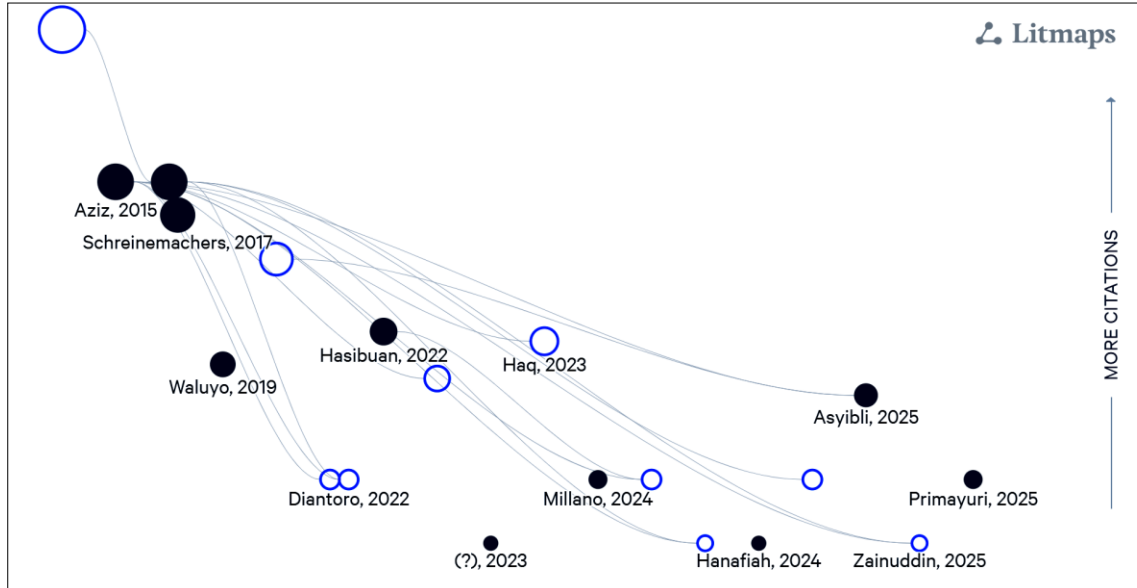 Litmaps
Aziz, 2015
Schreinemachers, 2017
Hasibuan, 2022
Haq, 2023
Waluyo, 2019
Asyibli, 2025
Diantoro, 2022
Millano, 2024
Primayuri, 2025
(?), 2023
Hanafiah, 2024
Zainuddin, 2025
MORE CITATIONS